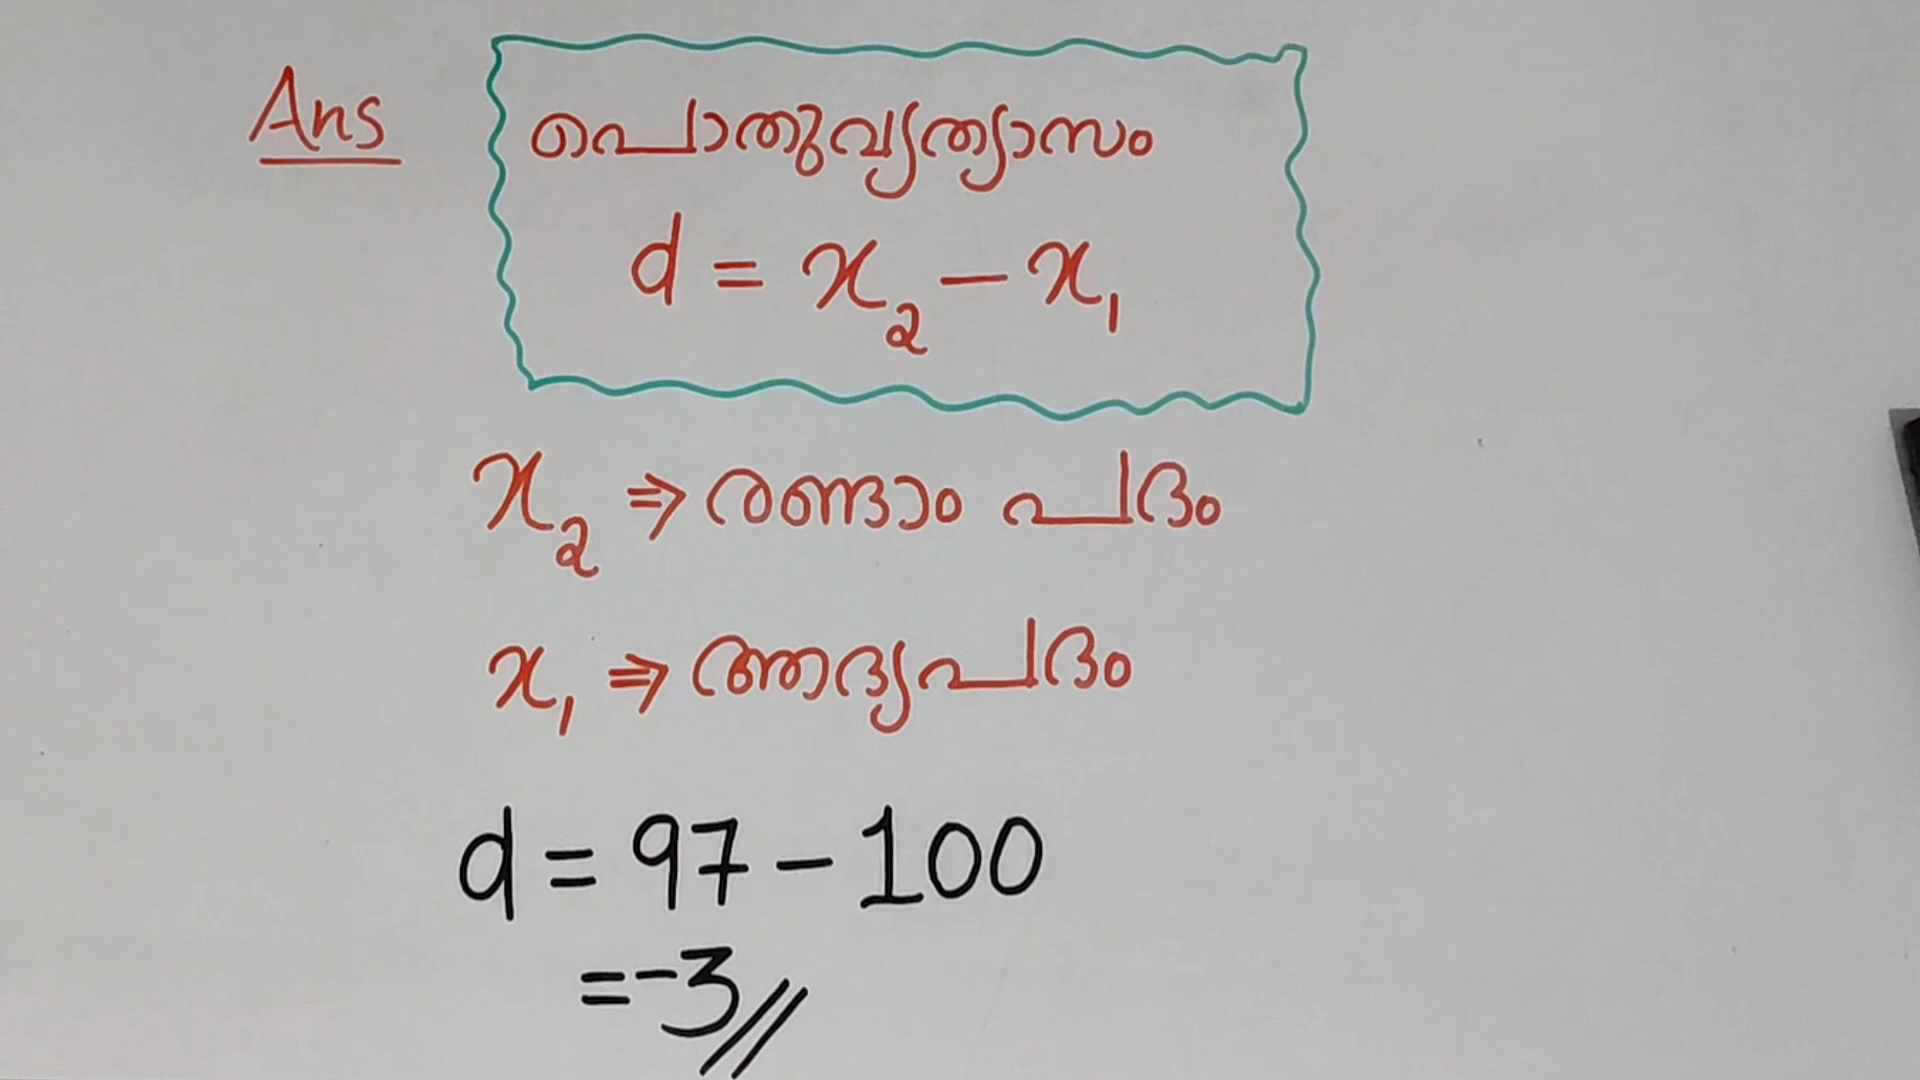 Ans
പൊതുവ്യത്യാസം
d = x₂ - x₁
x₂ ⇒ രണ്ടാം പദം
x₁ ⇒ ആദ്യപദം
d = 97 - 100
= -3//